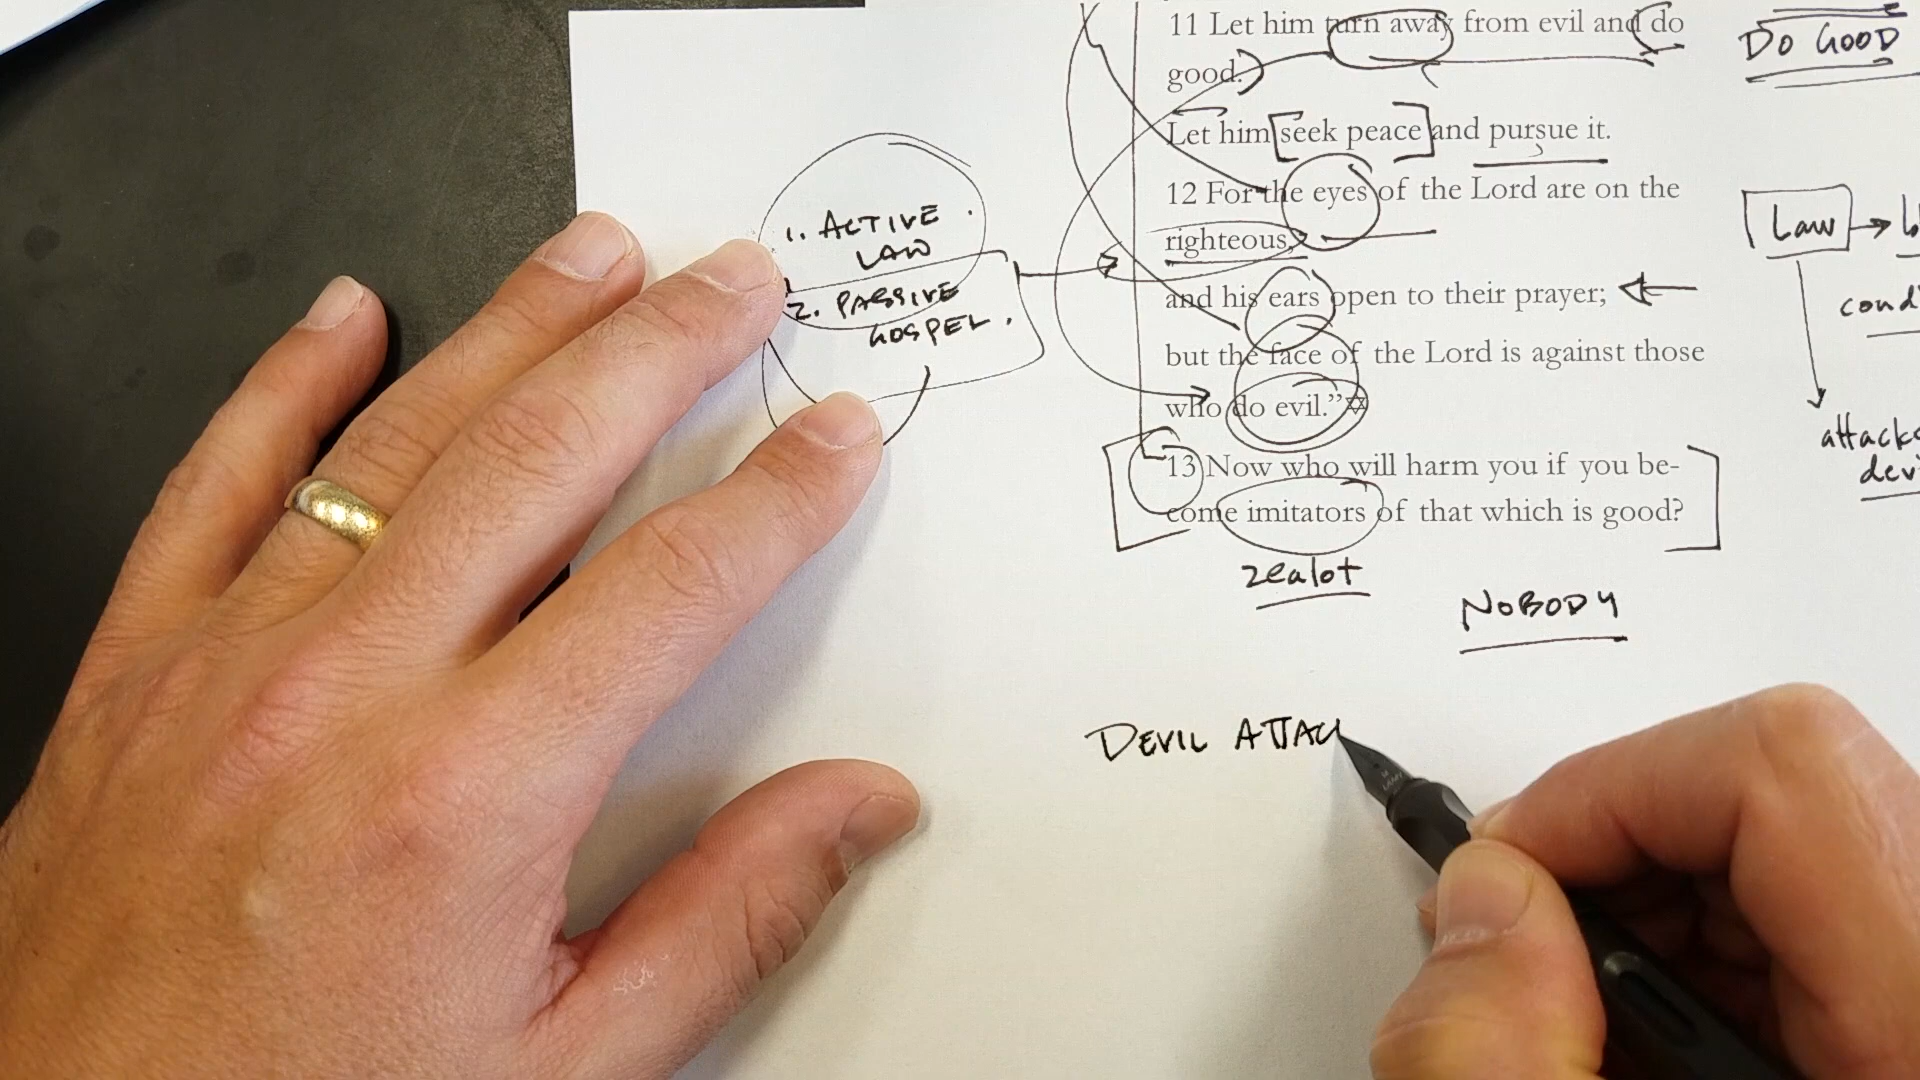 11 Let him turn away from evil and do
good.
Let him seek peace and pursue it.
12 For the eyes of the Lord are on the
righteous,
and his ears open to their prayer;
but the face of the Lord is against those
who do evil.”✡
13 Now who will harm you if you be-
come imitators of that which is good?
1. ACTIVE
LAW
2. PASSIVE
GOSPEL.
DO GOOD
Law
attacks
zealot
NOBODY
DEVIL ATTAC